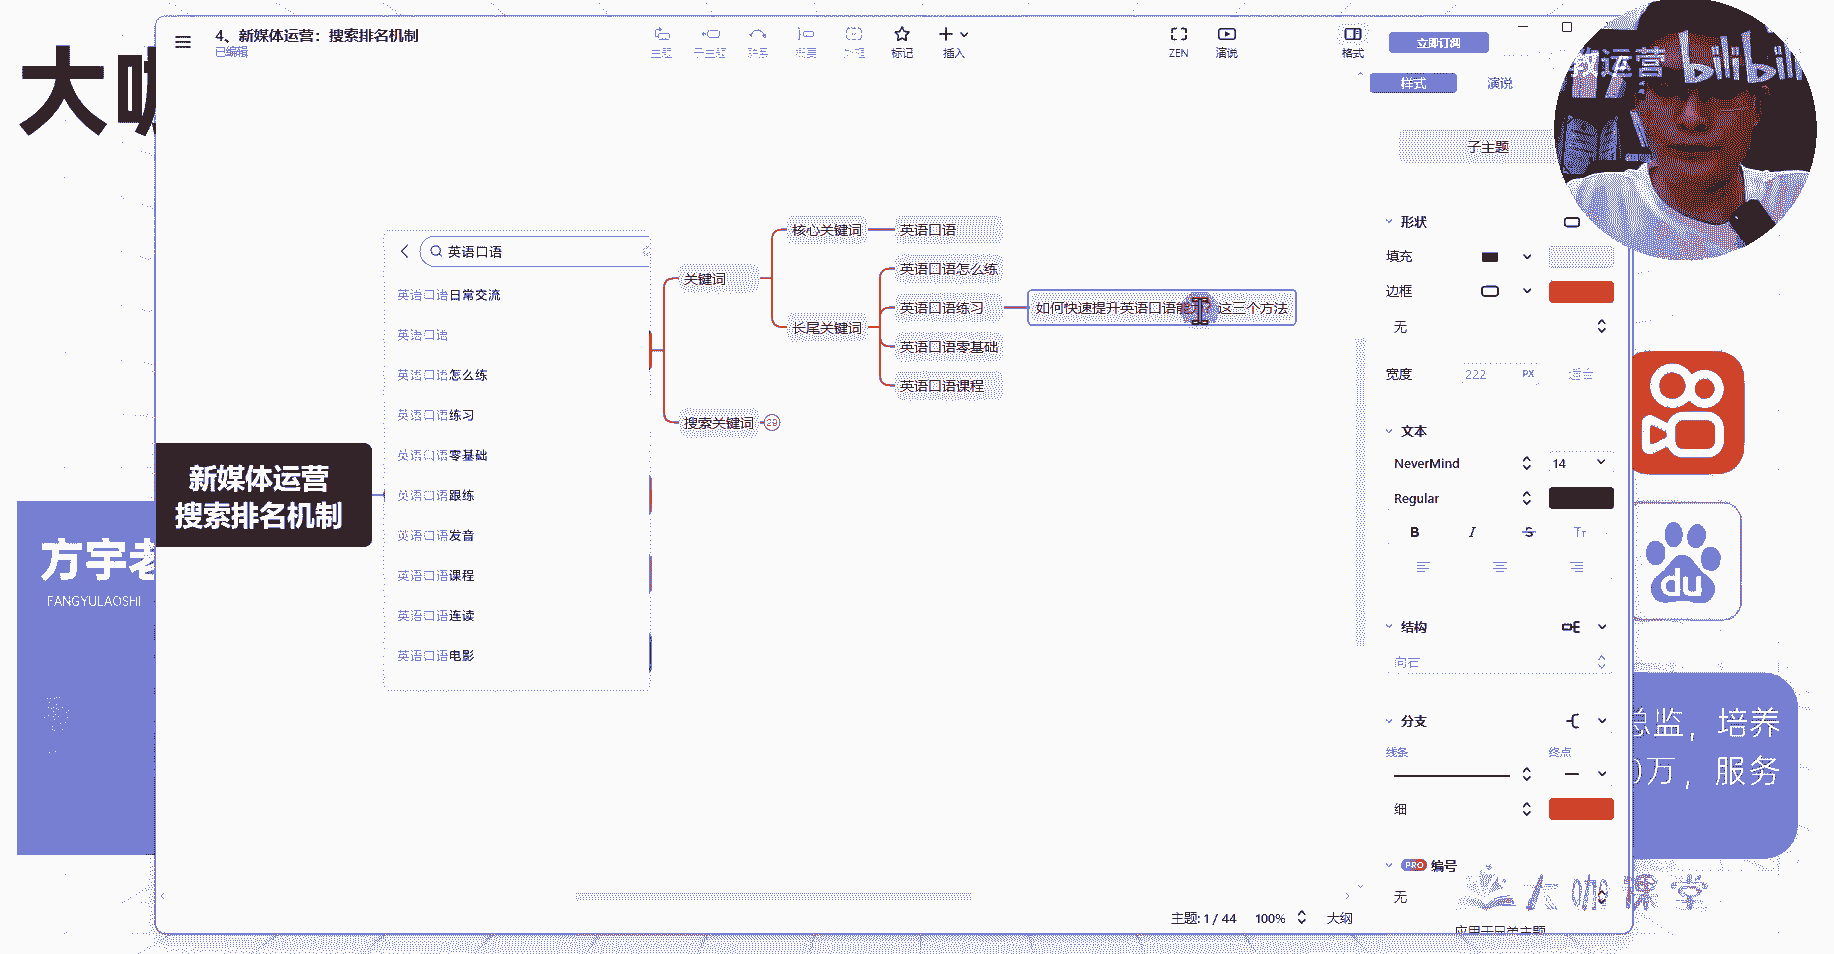 4、新媒体运营：搜索排名机制
已编辑
主题
子主题
联系
概要
外框
标记
插入
ZEN
演说
格式
立即订阅
教运营
bilibili
大咖
样式
演说
子主题
形状
填充
边框
无
宽度
222
PX
适合
文本
NeverMind
14
Regular
B
I
S
Tт
结构
向右
分支
线条
终点
细
PRO
编号
无
应用于兄弟主题
英语口语
英语口语日常交流
英语口语
英语口语怎么练
英语口语练习
英语口语零基础
英语口语跟练
英语口语发音
英语口语课程
英语口语连读
英语口语电影
新媒体运营
搜索排名机制
关键词
核心关键词
英语口语
长尾关键词
英语口语怎么练
英语口语练习
如何快速提升英语口语能 这三个方法
英语口语零基础
英语口语课程
搜索关键词
29
方宇老
FANGYULAOSHI
du
总监，培养
0万，服务
大咖课堂
主题: 1 / 44
100%
大纲